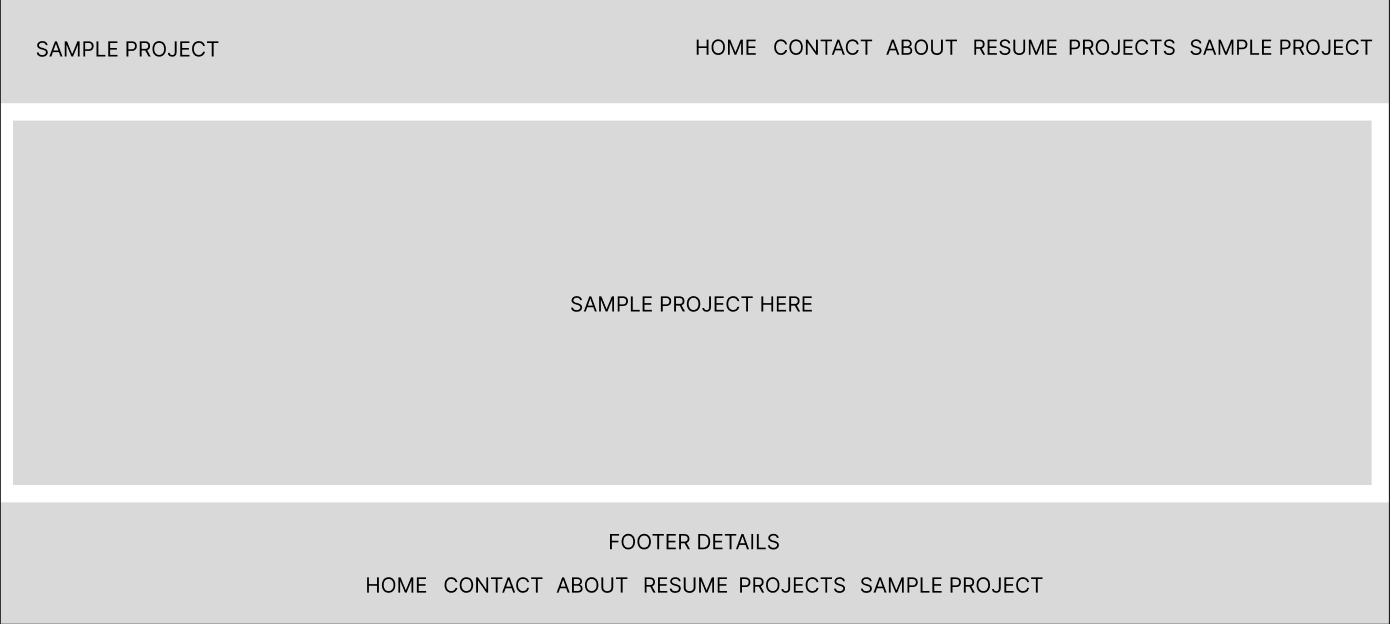 SAMPLE PROJECT
HOME CONTACT ABOUT RESUME PROJECTS SAMPLE PROJECT
SAMPLE PROJECT HERE
FOOTER DETAILS
HOME CONTACT ABOUT RESUME PROJECTS SAMPLE PROJECT